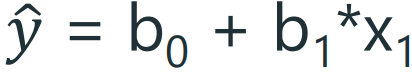 ŷ = b₀ + b₁*x₁